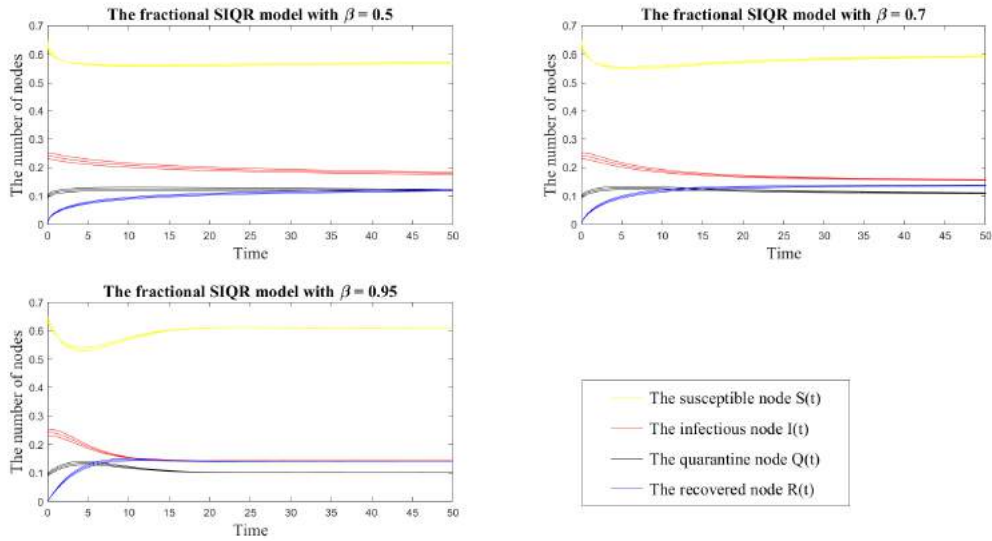 The fractional SIQR model with β = 0.5
The number of nodes
0.7
0.6
0.5
0.4
0.3
0.2
0.1
0
0 5 10 15 20 25 30 35 40 45 50
Time
The fractional SIQR model with β = 0.7
The number of nodes
0.7
0.6
0.5
0.4
0.3
0.2
0.1
0
0 5 10 15 20 25 30 35 40 45 50
Time
The fractional SIQR model with β = 0.95
The number of nodes
0.7
0.6
0.5
0.4
0.3
0.2
0.1
0
0 5 10 15 20 25 30 35 40 45 50
Time
The susceptible node S(t)
The infectious node I(t)
The quarantine node Q(t)
The recovered node R(t)